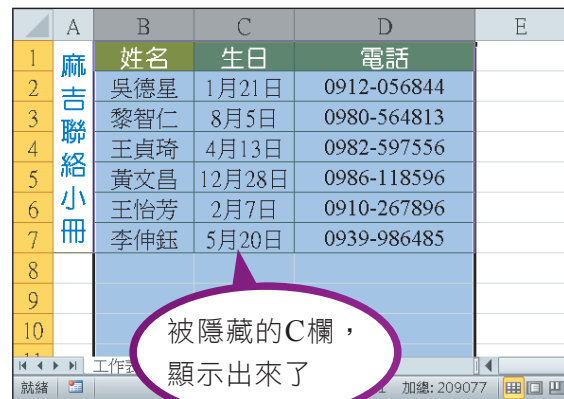 A B C D E
1 姓名 生日 電話
2 吳德星 1月21日 0912-056844
3 黎智仁 8月5日 0980-564813
4 王貞琦 4月13日 0982-597556
5 黃文昌 12月28日 0986-118596
6 王怡芳 2月7日 0910-267896
7 李伸鈺 5月20日 0939-986485
麻吉聯絡小冊
8
9
10
被隱藏的C欄，
顯示出來了
工作
就緒 加總: 209077